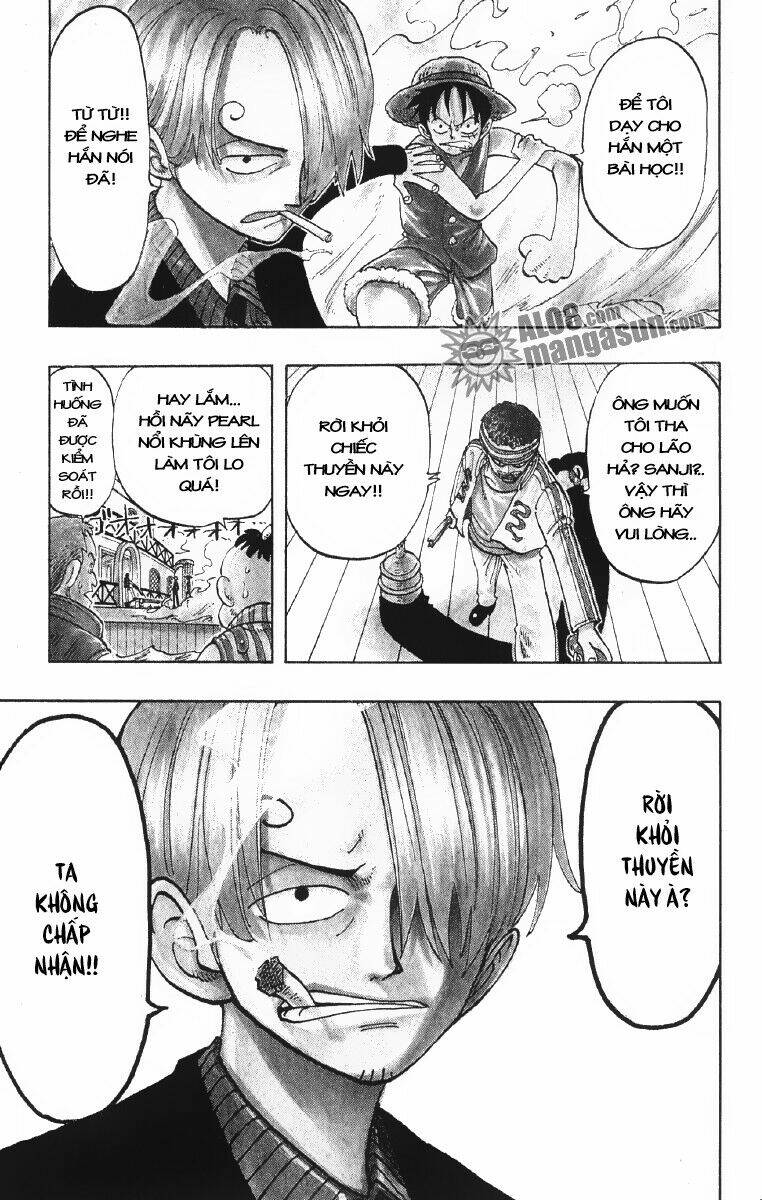 ĐỂ TÔI
DẠY CHO
HẮN MỘT
BÀI HỌC!!
TỪ TỪ!!
ĐỂ NGHE
HẮN NÓI
ĐÃ!
ALO8.com
mangasun.com
ÔNG MUỐN
TÔI THA
CHO LÃO
HẢ? SANJI?.
VẬY THÌ
ÔNG HÃY
VUI LÒNG..
RỜI KHỎI
CHIẾC
THUYỀN NÀY
NGAY!!
HAY LẮM...
HỒI NÃY PEARL
NỔI KHÙNG LÊN
LÀM TÔI LO
QUÁ!
TÌNH
HUỐNG
ĐÃ
ĐƯỢC
KIỂM
SOÁT
RỒI!!
RỜI
KHỎI
THUYỀN
NÀY À?
TA
KHÔNG
CHẤP
NHẬN!!